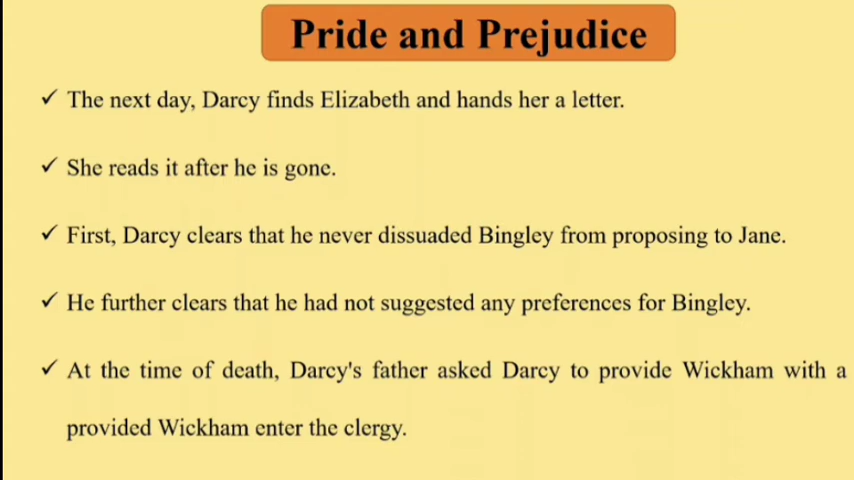 Pride and Prejudice
✓ The next day, Darcy finds Elizabeth and hands her a letter.
✓ She reads it after he is gone.
✓ First, Darcy clears that he never dissuaded Bingley from proposing to Jane.
✓ He further clears that he had not suggested any preferences for Bingley.
✓ At the time of death, Darcy's father asked Darcy to provide Wickham with a
provided Wickham enter the clergy.